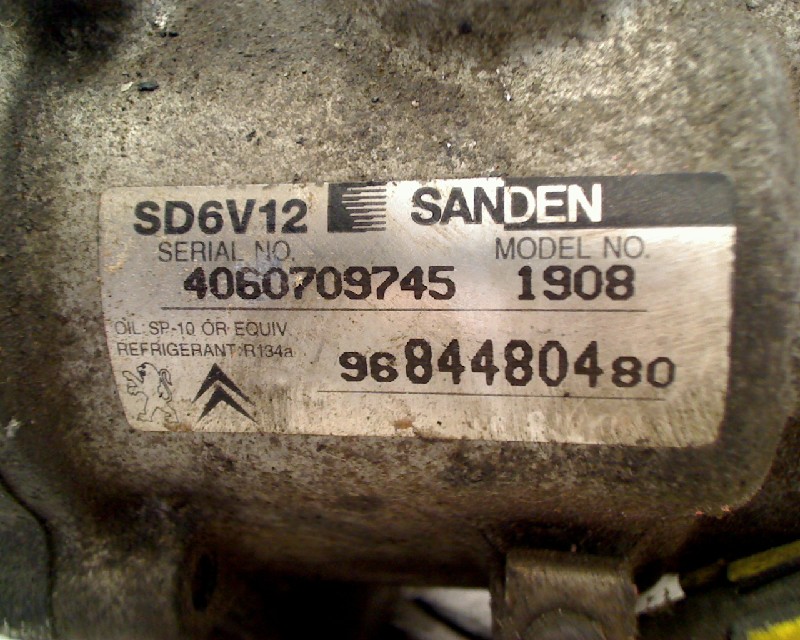 SD6V12 SANDEN
SERIAL NO. MODEL NO.
4060709745 1908
OIL: SP-10 OR EQUIV.
REFRIGERANT: R134a
9684480480